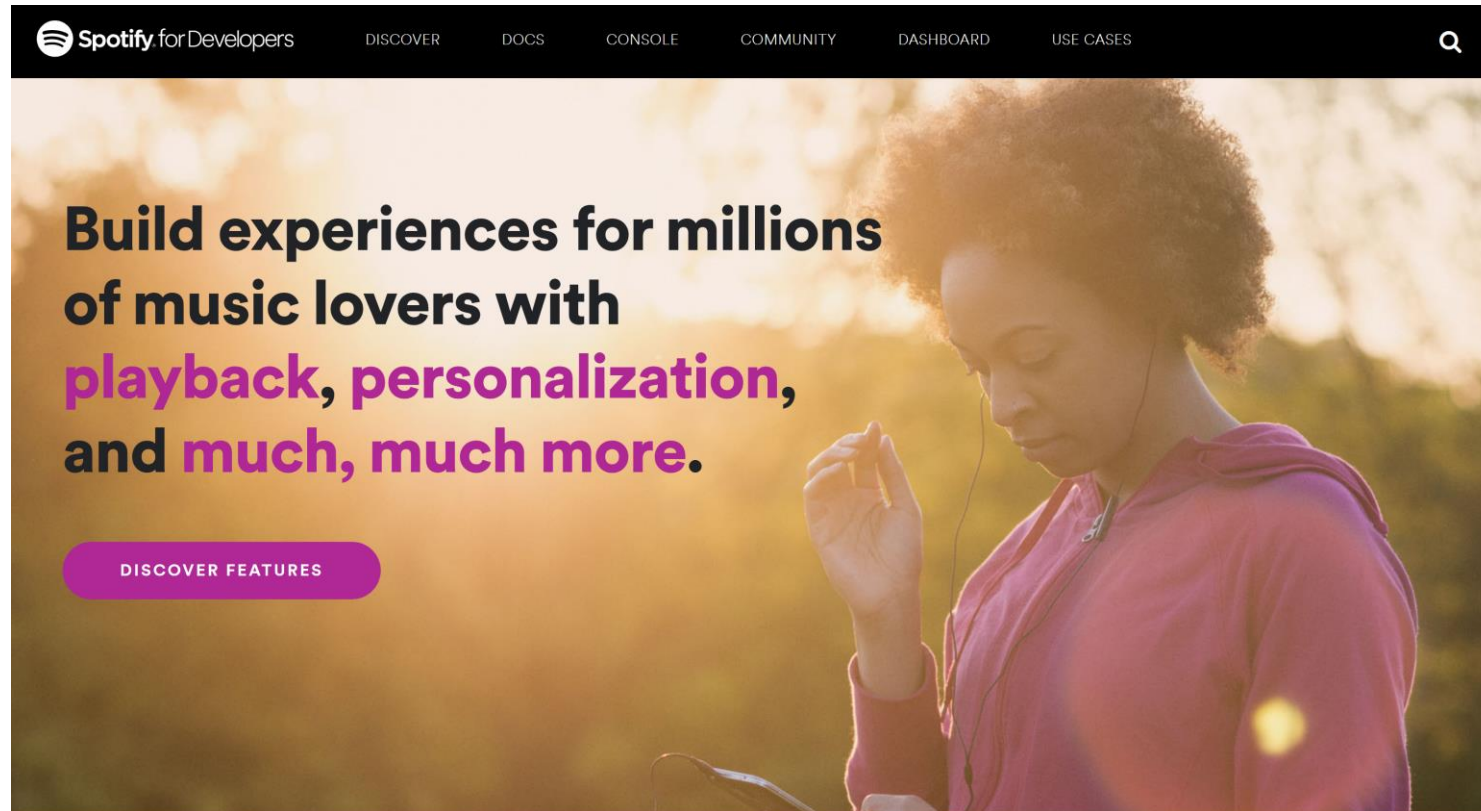 Spotify for Developers DISCOVER DOCS CONSOLE COMMUNITY DASHBOARD USE CASES
Build experiences for millions
of music lovers with
playback, personalization,
and much, much more.
DISCOVER FEATURES